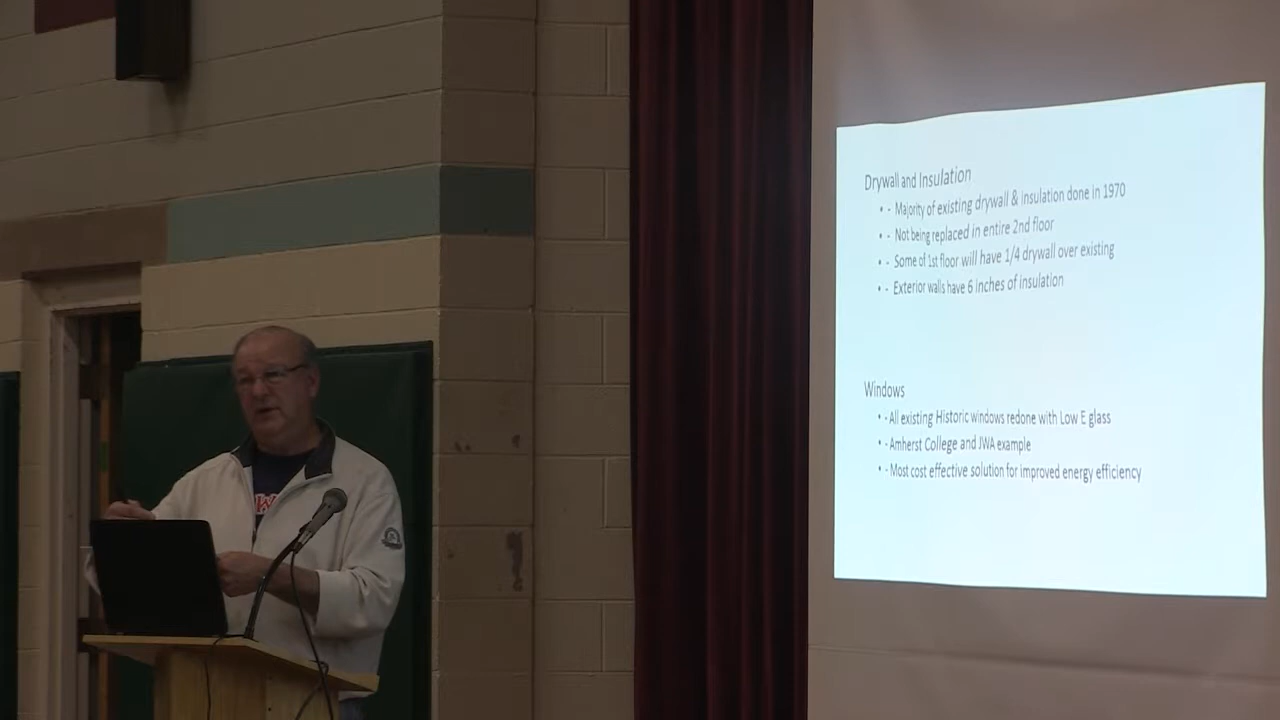 Drywall and Insulation
• - Majority of existing drywall & insulation done in 1970
• - Not being replaced in entire 2nd floor
• - Some of 1st floor will have 1/4 drywall over existing
• - Exterior walls have 6 inches of insulation
Windows
• - All existing Historic windows redone with Low E glass
• - Amherst College and JWA example
• - Most cost effective solution for improved energy efficiency